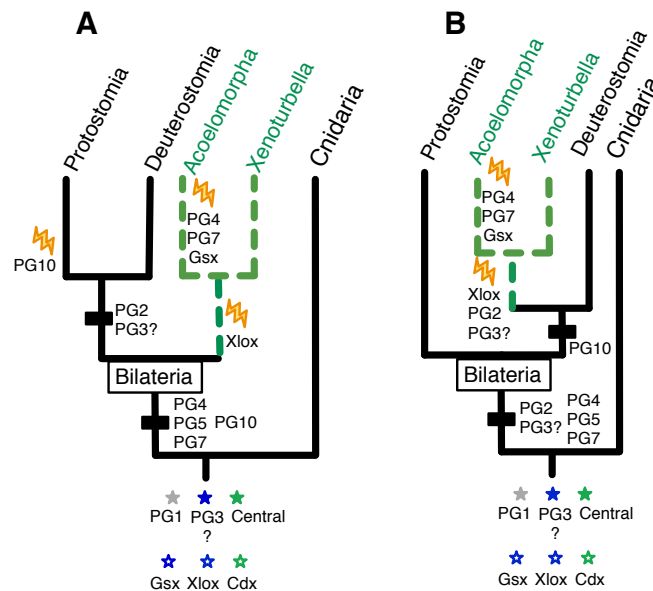 A
Protostomia
Deuterostomia
Acoelomorpha
Xenoturbella
Cnidaria
PG10
PG4
PG7
Gsx
PG2
PG3?
Xlox
Bilateria
PG4
PG5 PG10
PG7
PG1 PG3 Central
?
Gsx Xlox Cdx
B
Protostomia
Acoelomorpha
Xenoturbella
Deuterostomia
Cnidaria
PG4
PG7
Gsx
Xlox
PG2
PG3?
PG10
Bilateria
PG2
PG3?
PG4
PG5
PG7
PG1 PG3 Central
?
Gsx Xlox Cdx